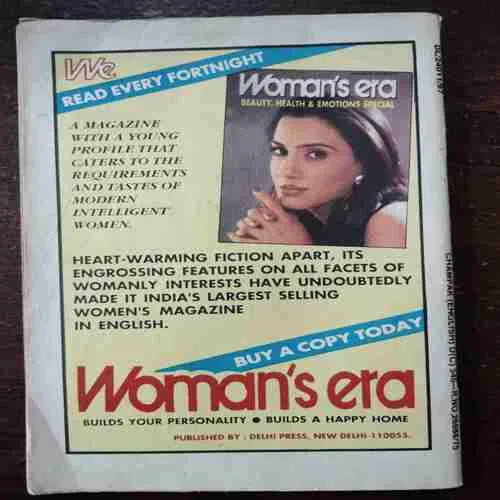 We
READ EVERY FORTNIGHT
Woman's era
BEAUTY, HEALTH & EMOTIONS SPECIAL
A MAGAZINE
WITH A YOUNG
PROFILE THAT
CATERS TO THE
REQUIREMENTS
AND TASTES OF
MODERN
INTELLIGENT
WOMEN.
HEART-WARMING FICTION APART, ITS
ENGROSSING FEATURES ON ALL FACETS OF
WOMANLY INTERESTS HAVE UNDOUBTEDLY
MADE IT INDIA'S LARGEST SELLING
WOMEN'S MAGAZINE
IN ENGLISH.
BUY A COPY TODAY
Woman's era
BUILDS YOUR PERSONALITY ● BUILDS A HAPPY HOME
PUBLISHED BY : DELHI PRESS, NEW DELHI-110055.